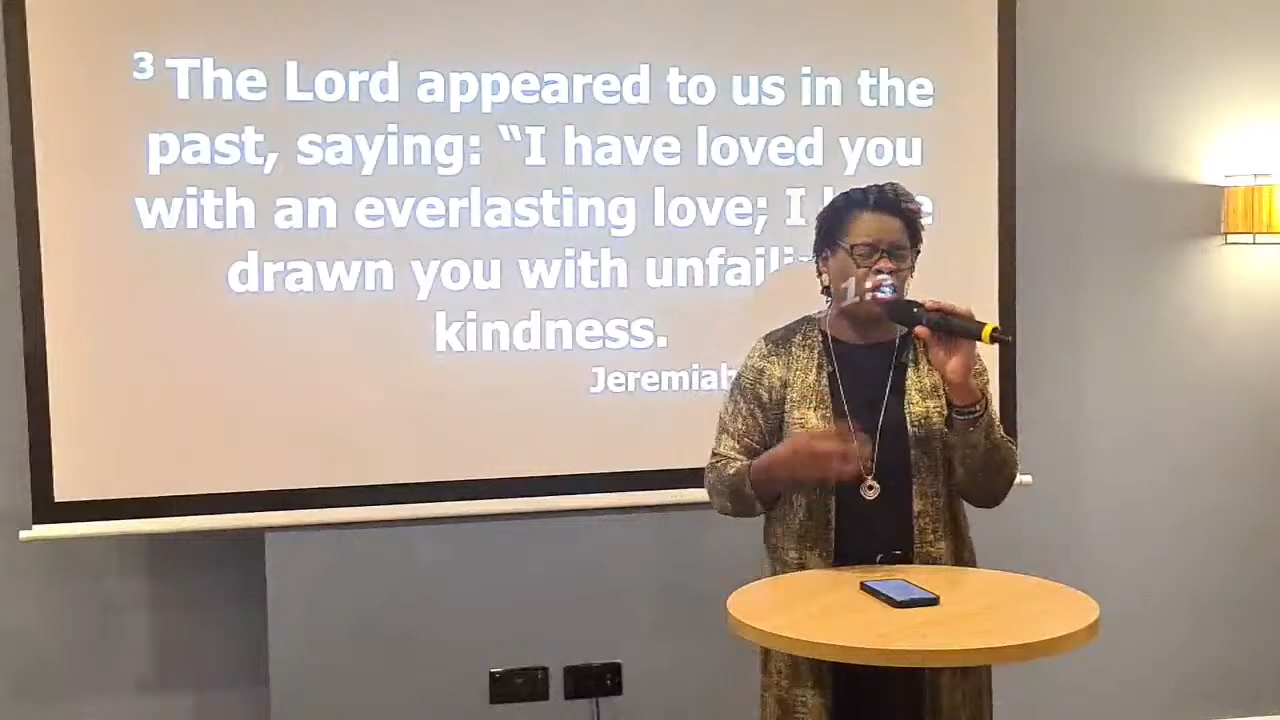 3 The Lord appeared to us in the
past, saying: “I have loved you
with an everlasting love; I
drawn you with
kindness.
Jeremiah